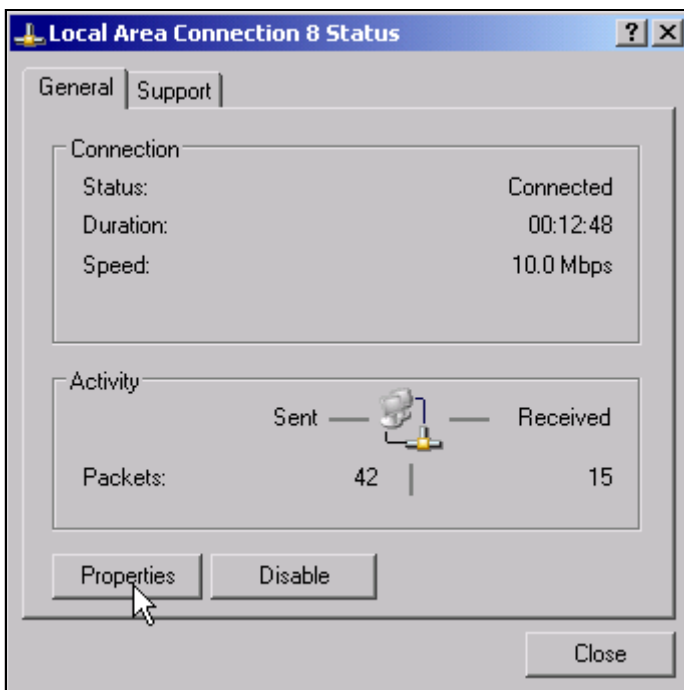 Local Area Connection 8 Status
General Support
Connection
Status: Connected
Duration: 00:12:48
Speed: 10.0 Mbps
Activity
Sent Received
Packets: 42 15
Properties Disable
Close